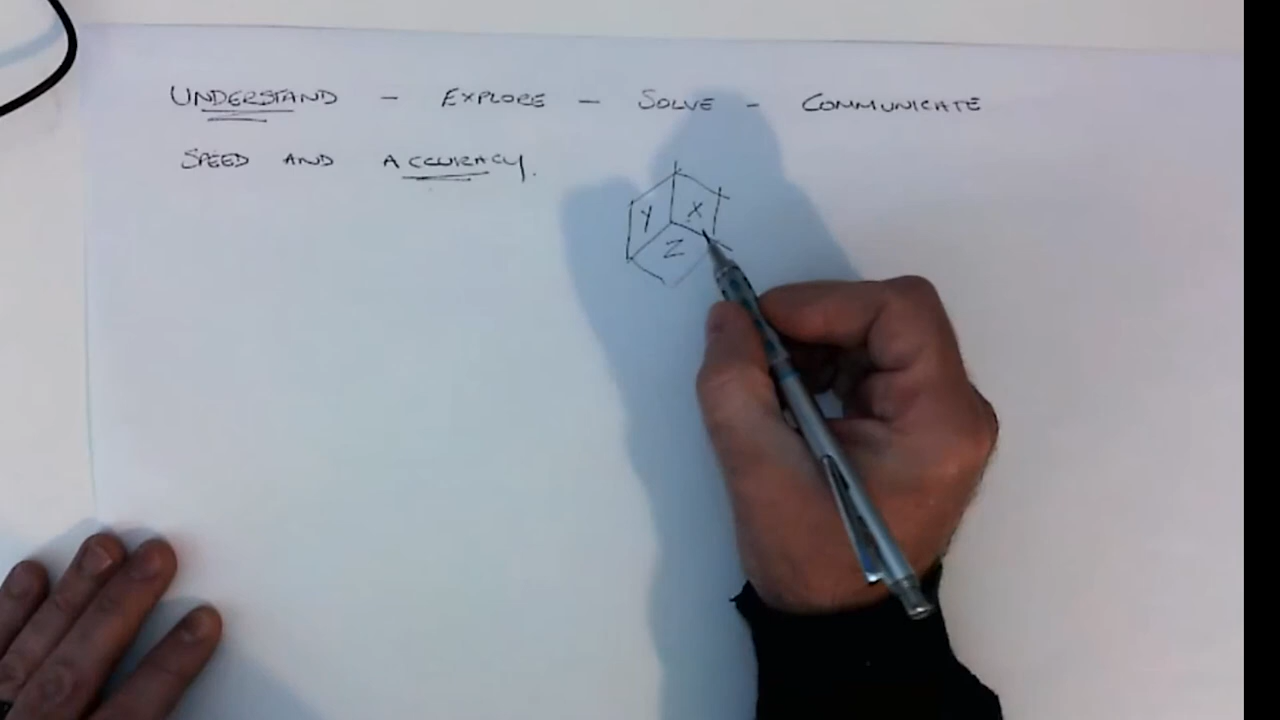 UNDERSTAND - EXPLORE - SOLVE - COMMUNICATE
SPEED AND ACCURACY.
Y X
Z